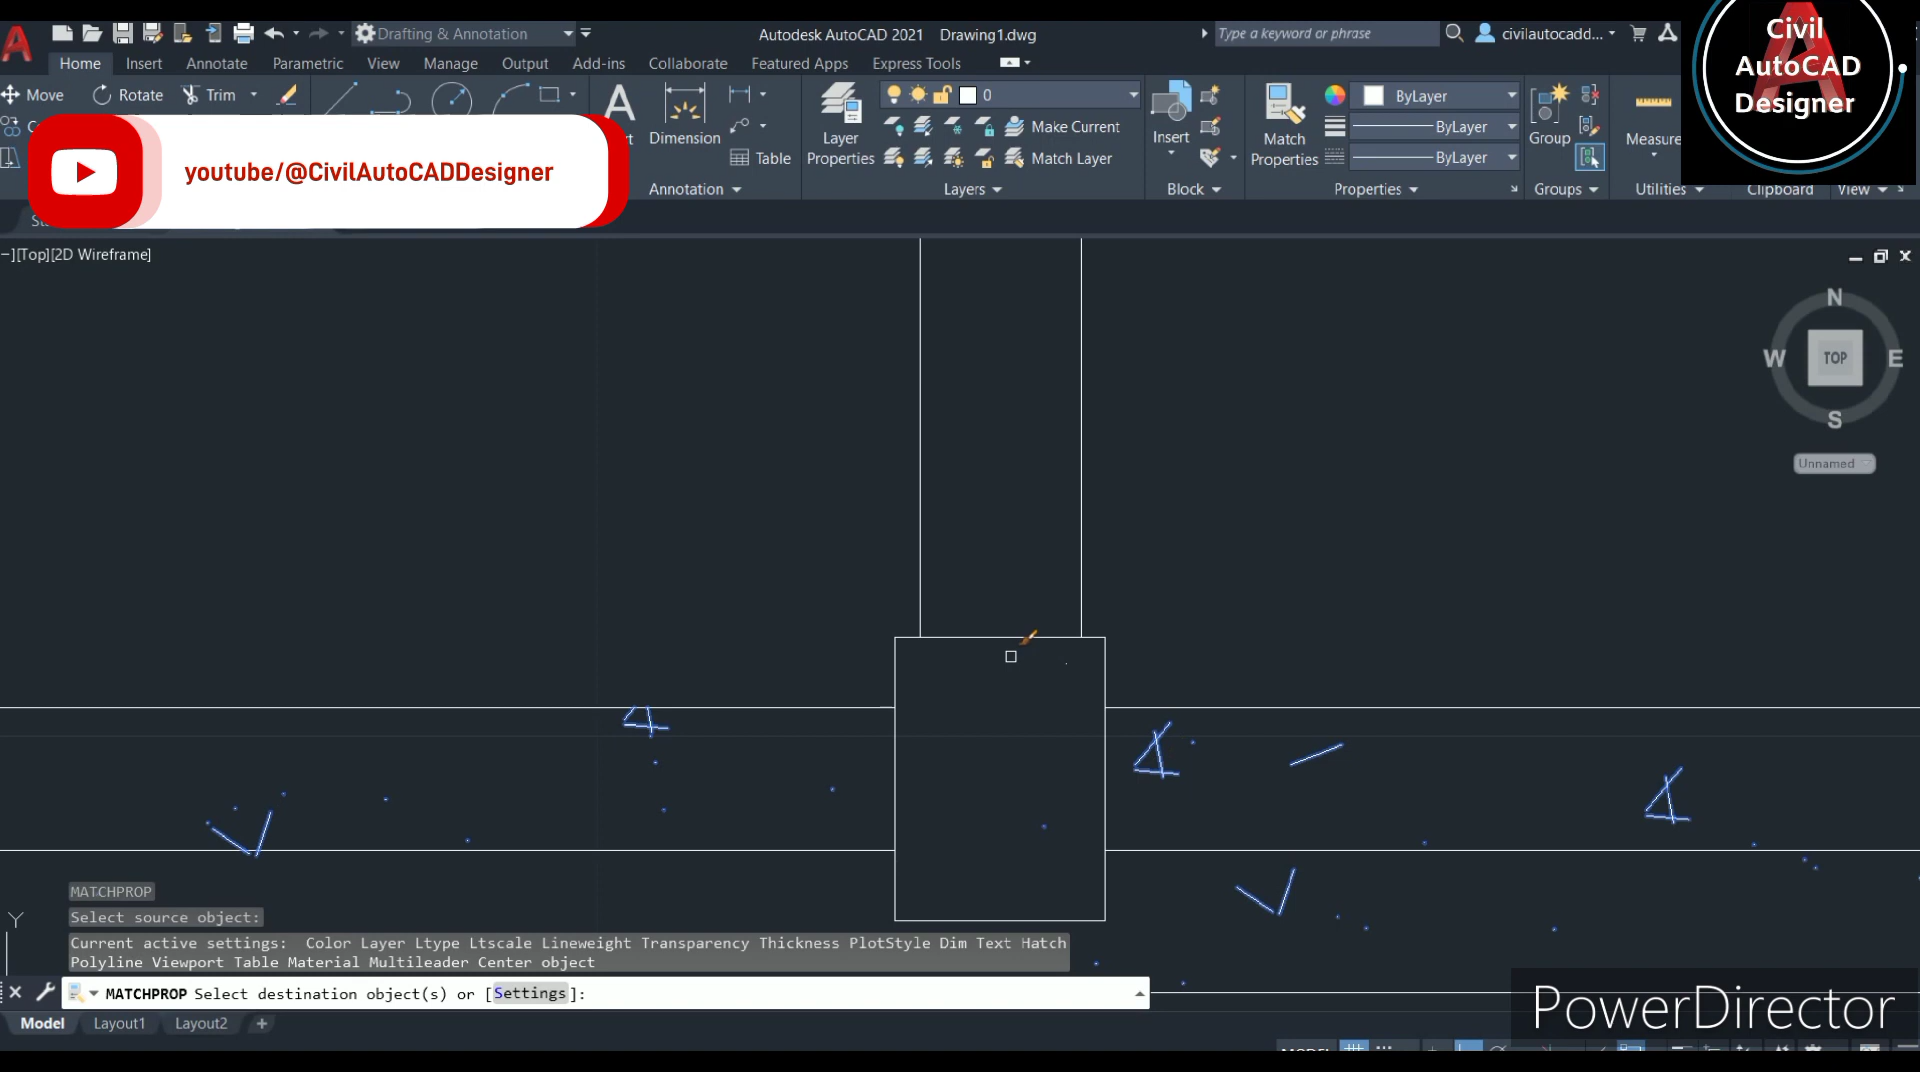 Drafting & Annotation
Autodesk AutoCAD 2021 Drawing1.dwg
Type a keyword or phrase
civilautocadd...
Civil
AutoCAD
Designer
Home Insert Annotate Parametric View Manage Output Add-ins Collaborate Featured Apps Express Tools
Move Rotate Trim
0
ByLayer
Make Current
ByLayer
Match Layer
ByLayer
Dimension
Table
Layer
Properties
Insert
Match
Properties
Group
Measure
Annotation Layers Block Properties Groups Utilities Clipboard View
youtube/@CivilAutoCADDesigner
−][Top][2D Wireframe]
N
W TOP E
S
Unnamed
Y
MATCHPROP
Select source object:
Current active settings: Color Layer Ltype Ltscale Lineweight Transparency Thickness PlotStyle Dim Text Hatch
Polyline Viewport Table Material Multileader Center object
MATCHPROP Select destination object(s) or [Settings]:
Model Layout1 Layout2 +
PowerDirector